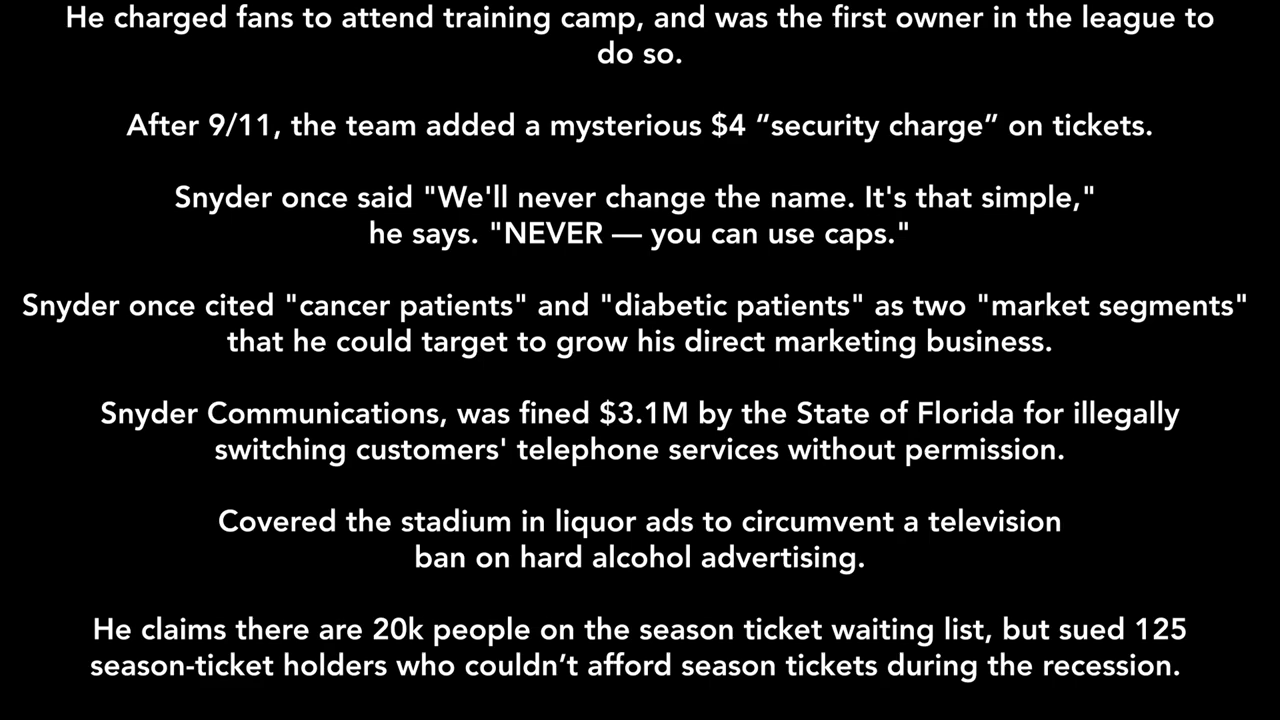 He charged fans to attend training camp, and was the first owner in the league to
do so.
After 9/11, the team added a mysterious $4 “security charge” on tickets.
Snyder once said "We'll never change the name. It's that simple,"
he says. "NEVER — you can use caps."
Snyder once cited "cancer patients" and "diabetic patients" as two "market segments"
that he could target to grow his direct marketing business.
Snyder Communications, was fined $3.1M by the State of Florida for illegally
switching customers' telephone services without permission.
Covered the stadium in liquor ads to circumvent a television
ban on hard alcohol advertising.
He claims there are 20k people on the season ticket waiting list, but sued 125
season-ticket holders who couldn’t afford season tickets during the recession.